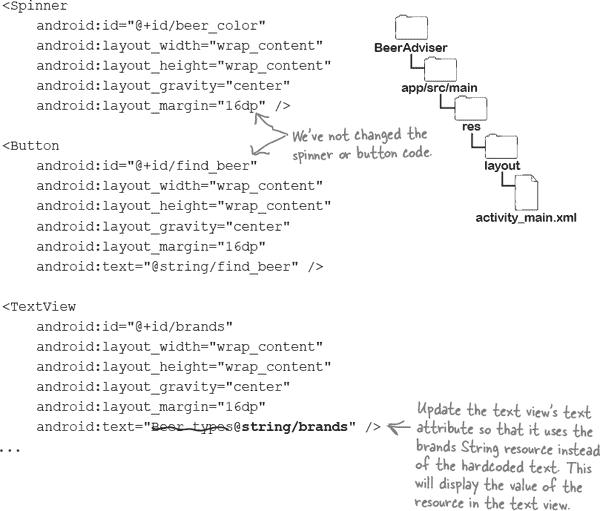 <Spinner
android:id="@+id/beer_color"
android:layout_width="wrap_content"
android:layout_height="wrap_content"
android:layout_gravity="center"
android:layout_margin="16dp" />
BeerAdviser
app/src/main
res
layout
activity_main.xml
We've not changed the
spinner or button code.
<Button
android:id="@+id/find_beer"
android:layout_width="wrap_content"
android:layout_height="wrap_content"
android:layout_gravity="center"
android:layout_margin="16dp"
android:text="@string/find_beer" />
<TextView
android:id="@+id/brands"
android:layout_width="wrap_content"
android:layout_height="wrap_content"
android:layout_gravity="center"
android:layout_margin="16dp"
android:text="Beer types@string/brands" />
...
Update the text view's text
attribute so that it uses the
brands String resource instead
of the hardcoded text. This
will display the value of the
resource in the text view.